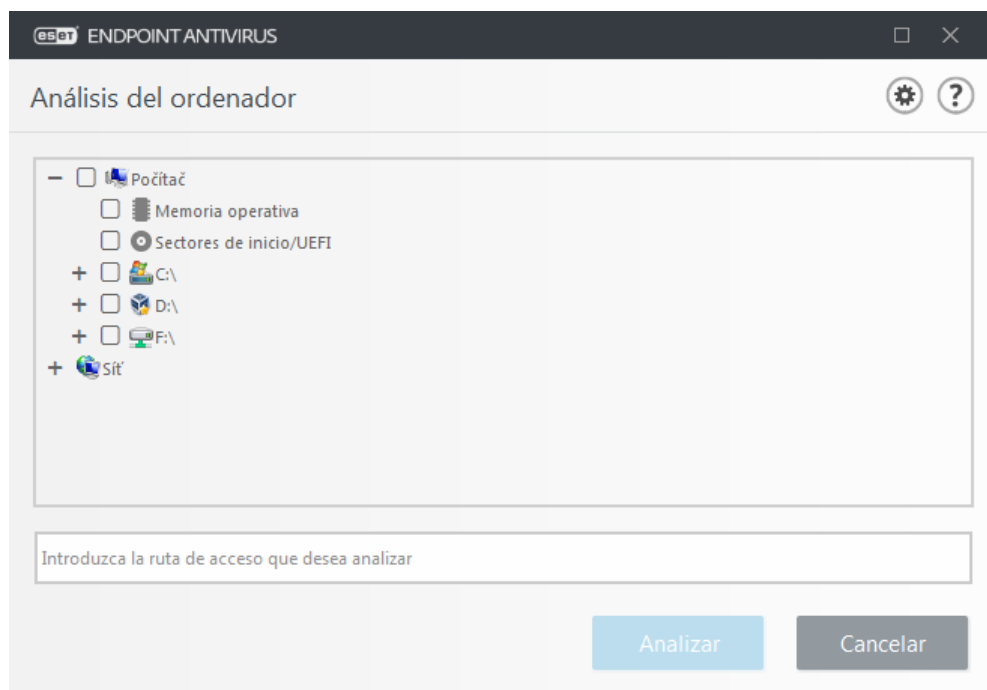 eset ENDPOINT ANTIVIRUS
Análisis del ordenador
Počítač
Memoria operativa
Sectores de inicio/UEFI
C:\
D:\
F:\
Síť
Introduzca la ruta de acceso que desea analizar
Analizar Cancelar